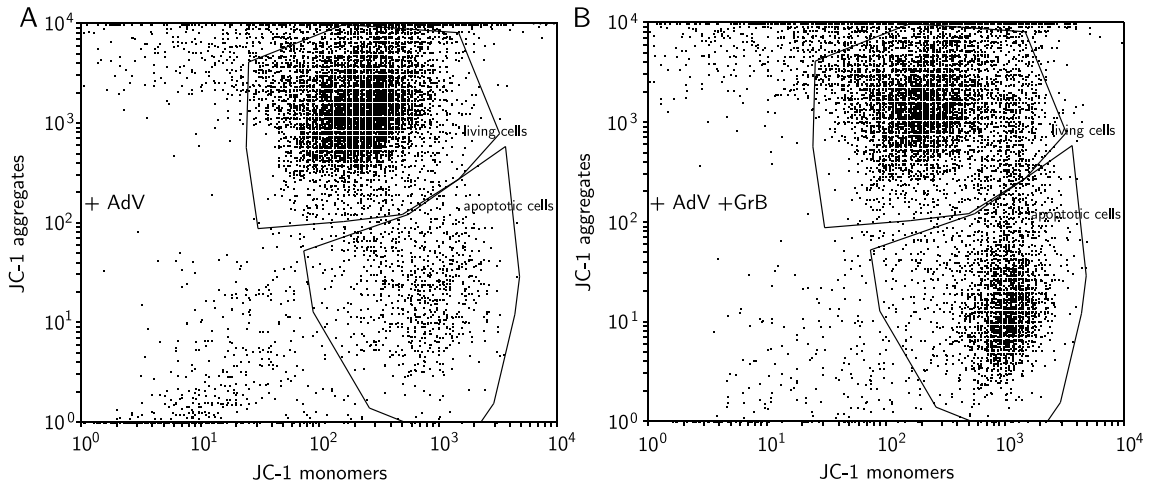 A
JC-1 aggregates
10^4
10^3
10^2
10^1
10^0
living cells
+ AdV
apoptotic cells
10^0 10^1 10^2 10^3 10^4
JC-1 monomers
B
JC-1 aggregates
10^4
10^3
10^2
10^1
10^0
living cells
+ AdV +GrB
apoptotic cells
10^0 10^1 10^2 10^3 10^4
JC-1 monomers